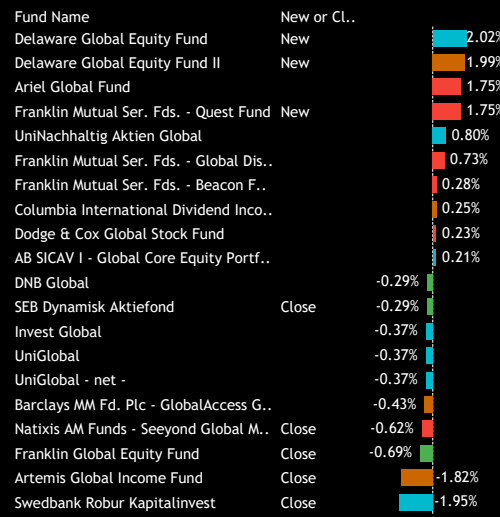 Fund Name New or Cl..
Delaware Global Equity Fund New 2.02%
Delaware Global Equity Fund II New 1.99%
Ariel Global Fund 1.75%
Franklin Mutual Ser. Fds. - Quest Fund New 1.75%
UniNachhaltig Aktien Global 0.80%
Franklin Mutual Ser. Fds. - Global Dis.. 0.73%
Franklin Mutual Ser. Fds. - Beacon F.. 0.28%
Columbia International Dividend Inco.. 0.25%
Dodge & Cox Global Stock Fund 0.23%
AB SICAV I - Global Core Equity Portf.. 0.21%
DNB Global -0.29%
SEB Dynamisk Aktiefond Close -0.29%
Invest Global -0.37%
UniGlobal -0.37%
UniGlobal - net - -0.37%
Barclays MM Fd. Plc - GlobalAccess G.. -0.43%
Natixis AM Funds - Seeyond Global M.. Close -0.62%
Franklin Global Equity Fund Close -0.69%
Artemis Global Income Fund Close -1.82%
Swedbank Robur Kapitalinvest Close -1.95%